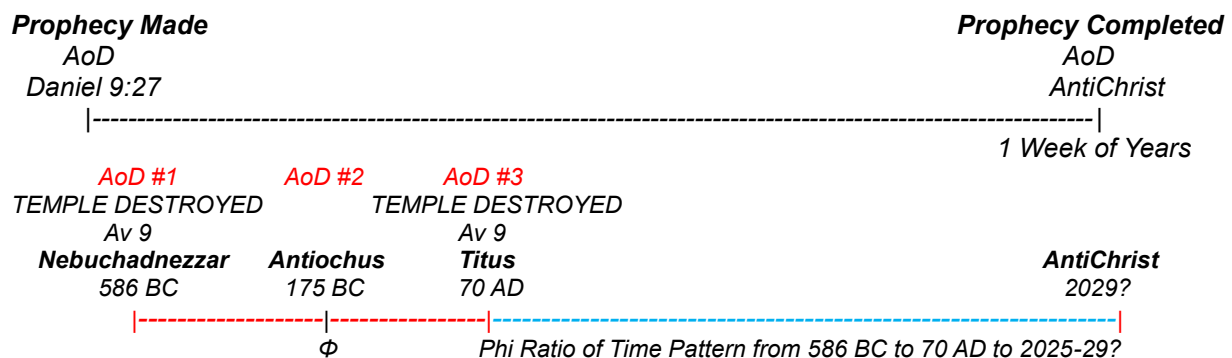 Prophecy Made Prophecy Completed
AoD AoD
Daniel 9:27 AntiChrist
1 Week of Years
AoD #1 AoD #2 AoD #3
TEMPLE DESTROYED TEMPLE DESTROYED
Av 9 Av 9
Nebuchadnezzar Antiochus Titus AntiChrist
586 BC 175 BC 70 AD 2029?
Φ Phi Ratio of Time Pattern from 586 BC to 70 AD to 2025-29?